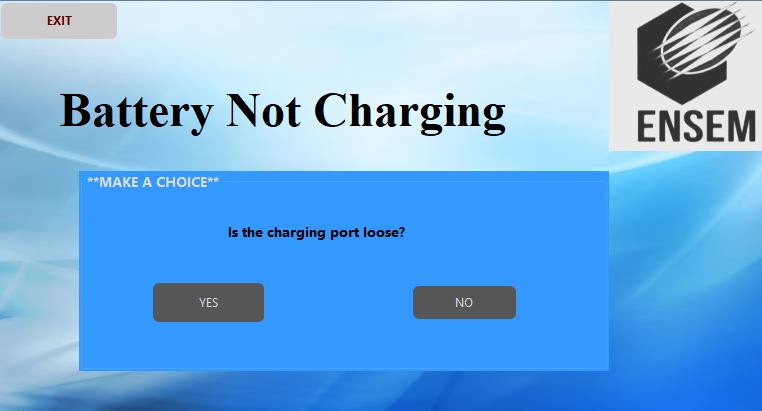 EXIT
ENSEM
Battery Not Charging
**MAKE A CHOICE**
Is the charging port loose?
YES
NO